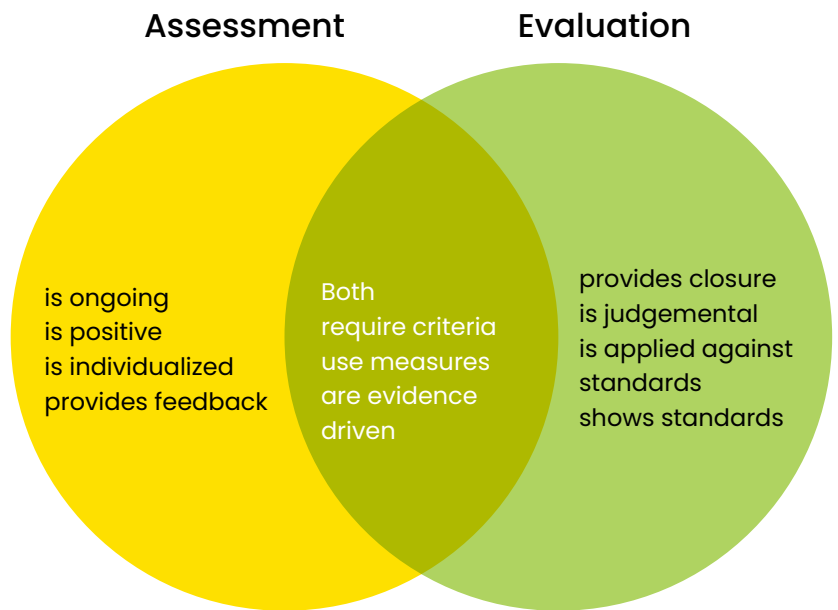 Assessment
Evaluation
is ongoing
is positive
is individualized
provides feedback
Both
require criteria
use measures
are evidence
driven
provides closure
is judgemental
is applied against
standards
shows standards